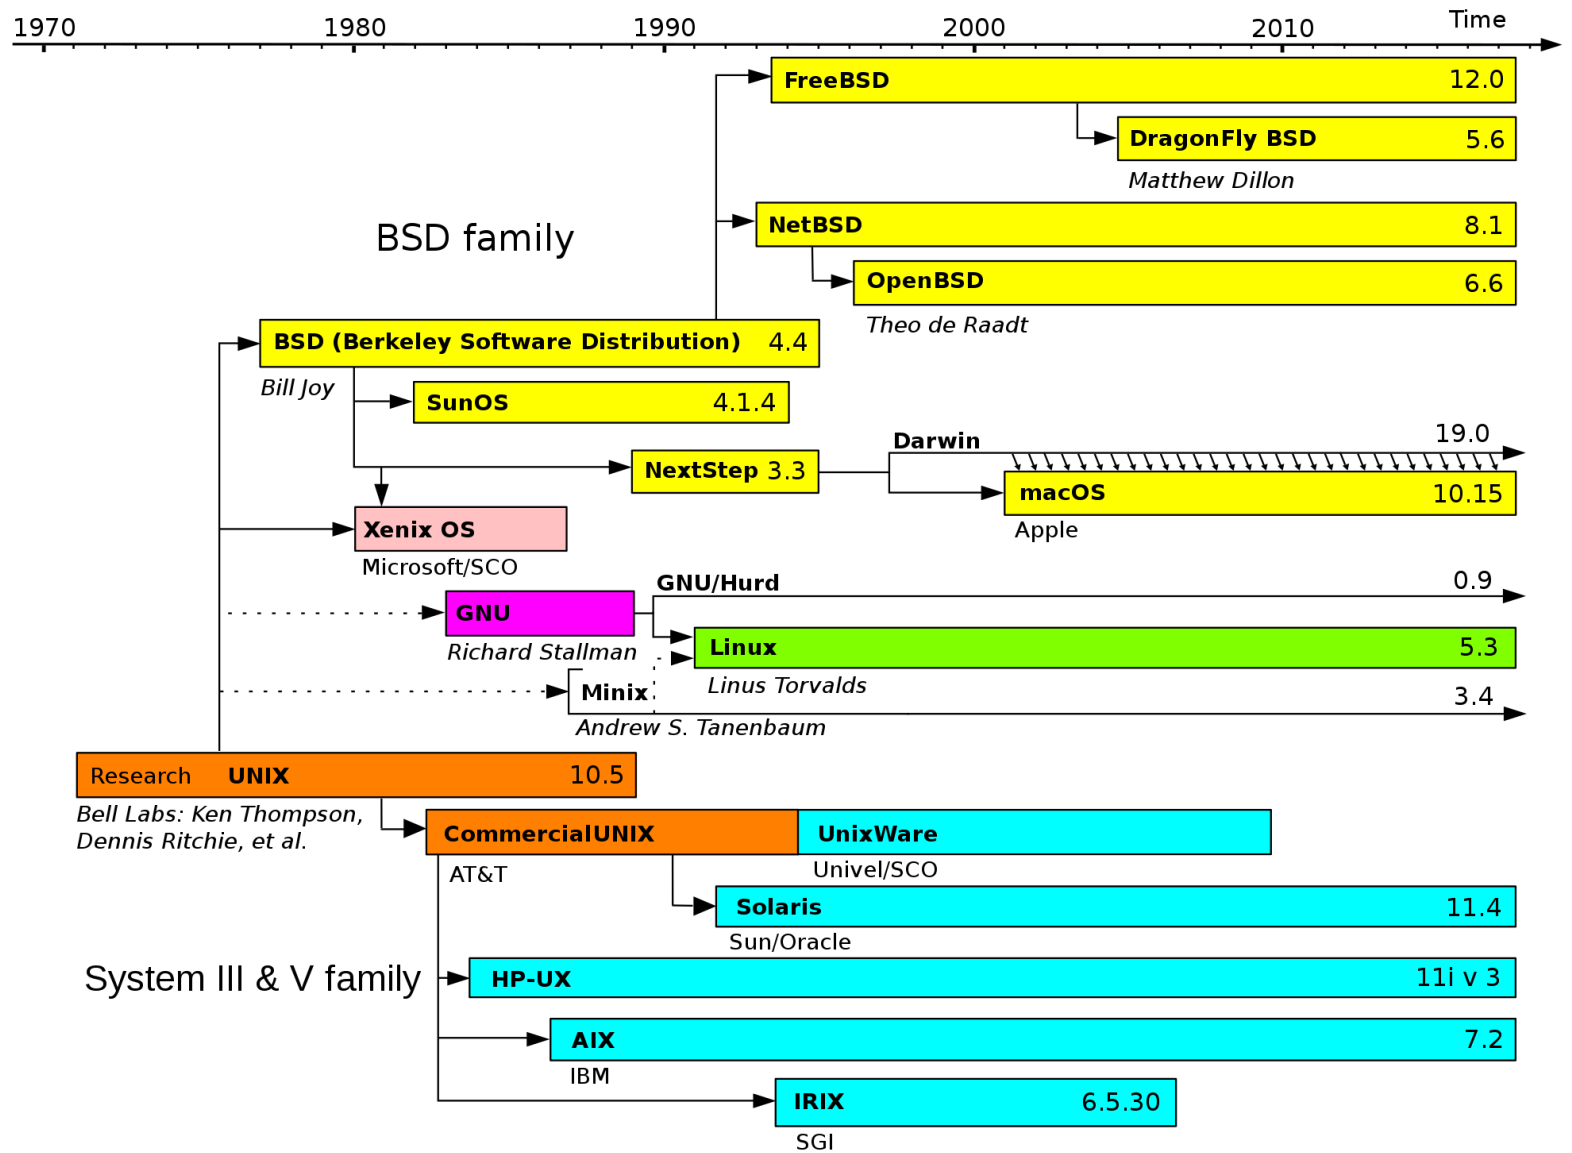 1970 1980 1990 2000 2010 Time
FreeBSD 12.0
DragonFly BSD 5.6
Matthew Dillon
NetBSD 8.1
BSD family
OpenBSD 6.6
Theo de Raadt
BSD (Berkeley Software Distribution) 4.4
Bill Joy
SunOS 4.1.4
Darwin 19.0
NextStep 3.3
macOS 10.15
Apple
Xenix OS
Microsoft/SCO
GNU/Hurd 0.9
GNU
Richard Stallman
Linux 5.3
Linus Torvalds
Minix 3.4
Andrew S. Tanenbaum
Research UNIX 10.5
Bell Labs: Ken Thompson,
Dennis Ritchie, et al.
CommercialUNIX UnixWare
AT&T Univel/SCO
Solaris 11.4
Sun/Oracle
System III & V family
HP-UX 11i v 3
AIX 7.2
IBM
IRIX 6.5.30
SGI